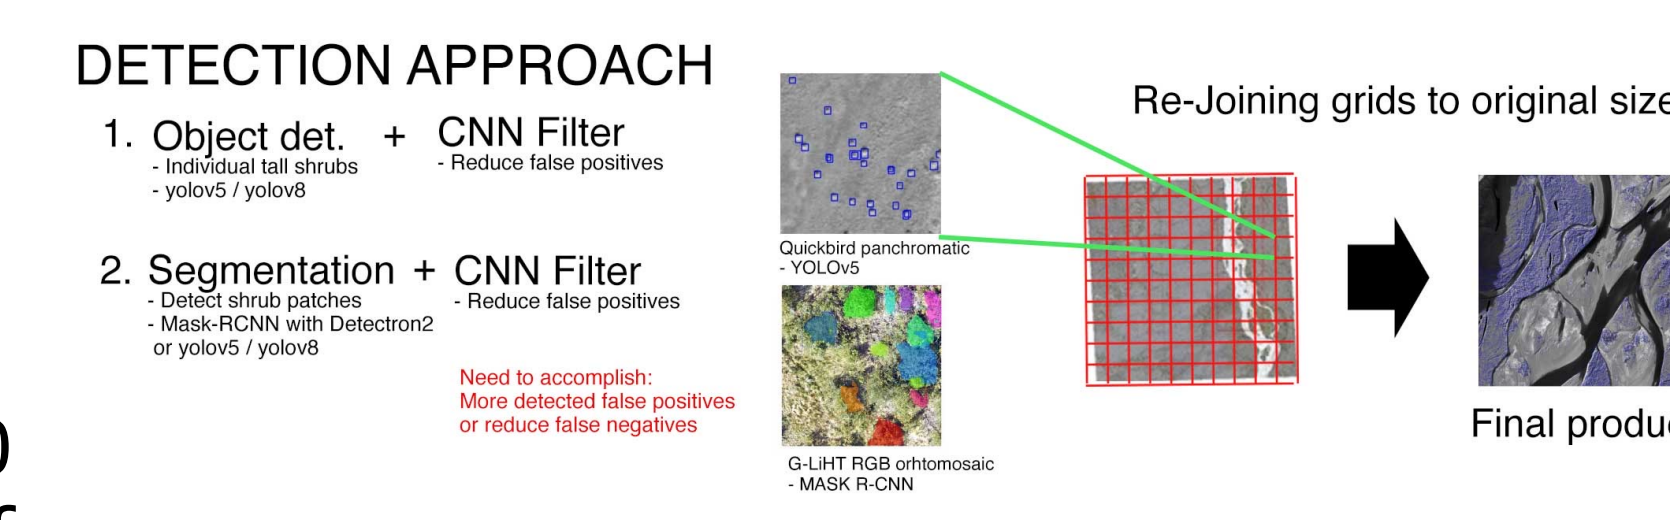 DETECTION APPROACH
1. Object det. + CNN Filter
- Individual tall shrubs
- yolov5 / yolov8
- Reduce false positives
2. Segmentation + CNN Filter
- Detect shrub patches
- Mask-RCNN with Detectron2
or yolov5 / yolov8
- Reduce false positives
Need to accomplish:
More detected false positives
or reduce false negatives
Quickbird panchromatic
- YOLOv5
G-LiHT RGB orhtomosaic
- MASK R-CNN
Re-Joining grids to original size
Final produc